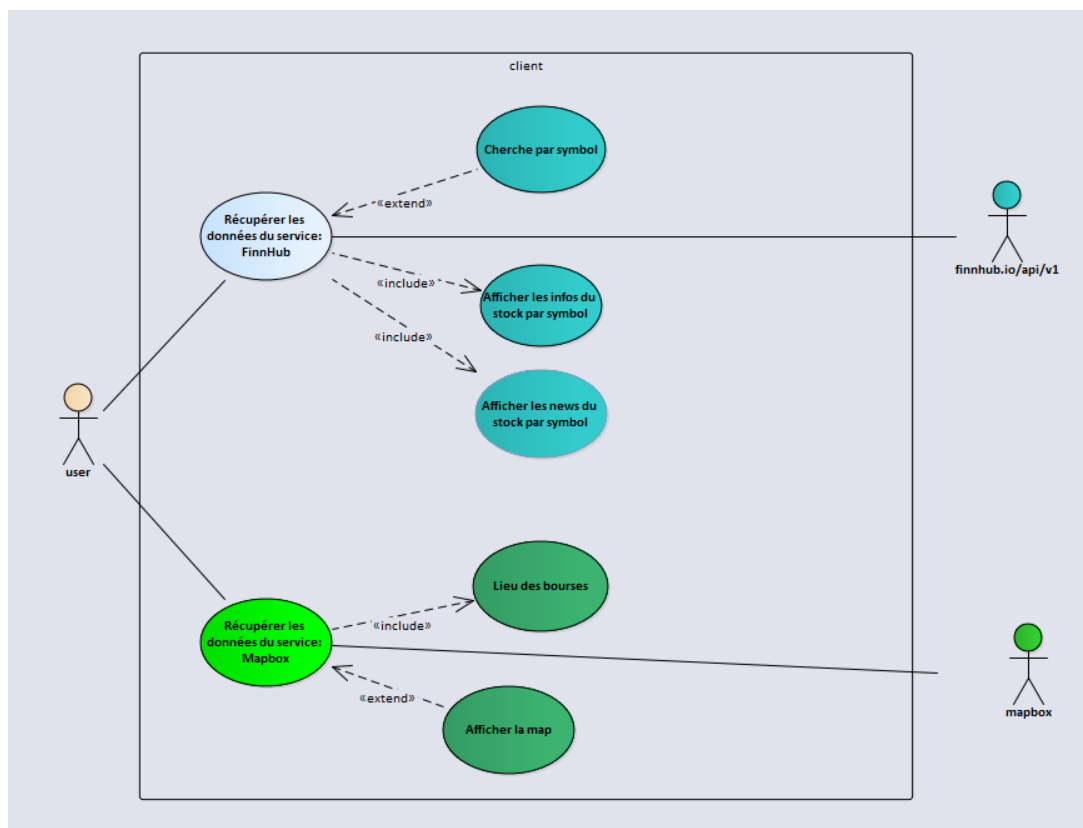 client
Cherche par symbol
«extend»
Récupérer les
données du service:
FinnHub
finnhub.io/api/v1
«include»
Afficher les infos du
stock par symbol
«include»
Afficher les news du
stock par symbol
user
Lieu des bourses
«include»
Récupérer les
données du service:
Mapbox
«extend»
mapbox
Afficher la map